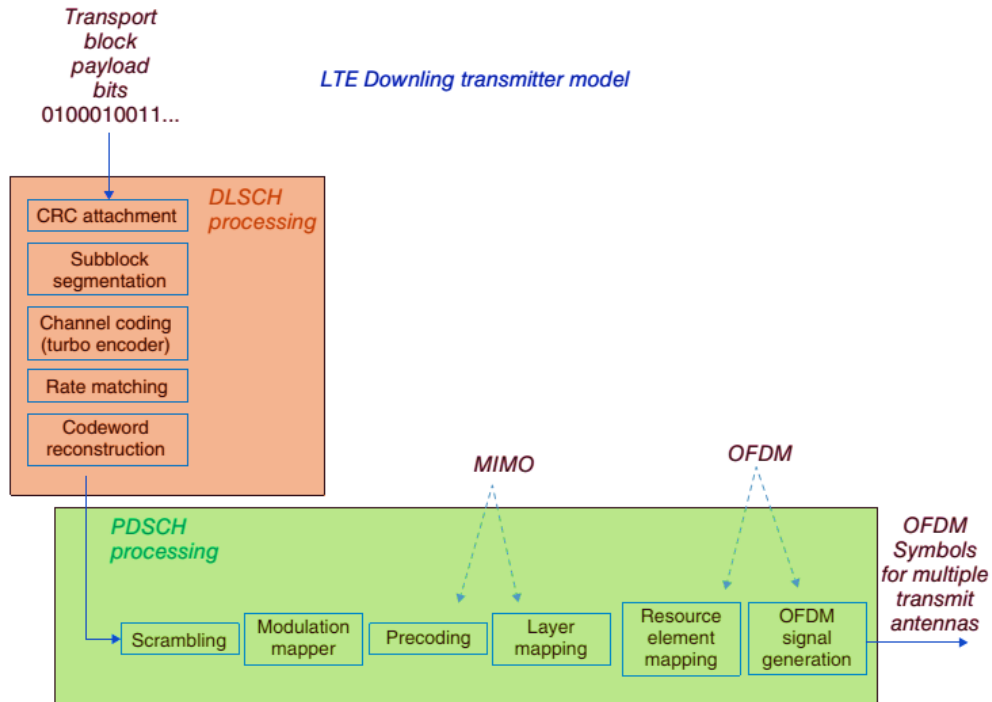 Transport
block
payload
bits
0100010011...
LTE Downling transmitter model
DLSCH
processing
CRC attachment
Subblock
segmentation
Channel coding
(turbo encoder)
Rate matching
Codeword
reconstruction
MIMO
OFDM
PDSCH
processing
OFDM
Symbols
for multiple
transmit
antennas
Scrambling
Modulation
mapper
Precoding
Layer
mapping
Resource
element
mapping
OFDM
signal
generation